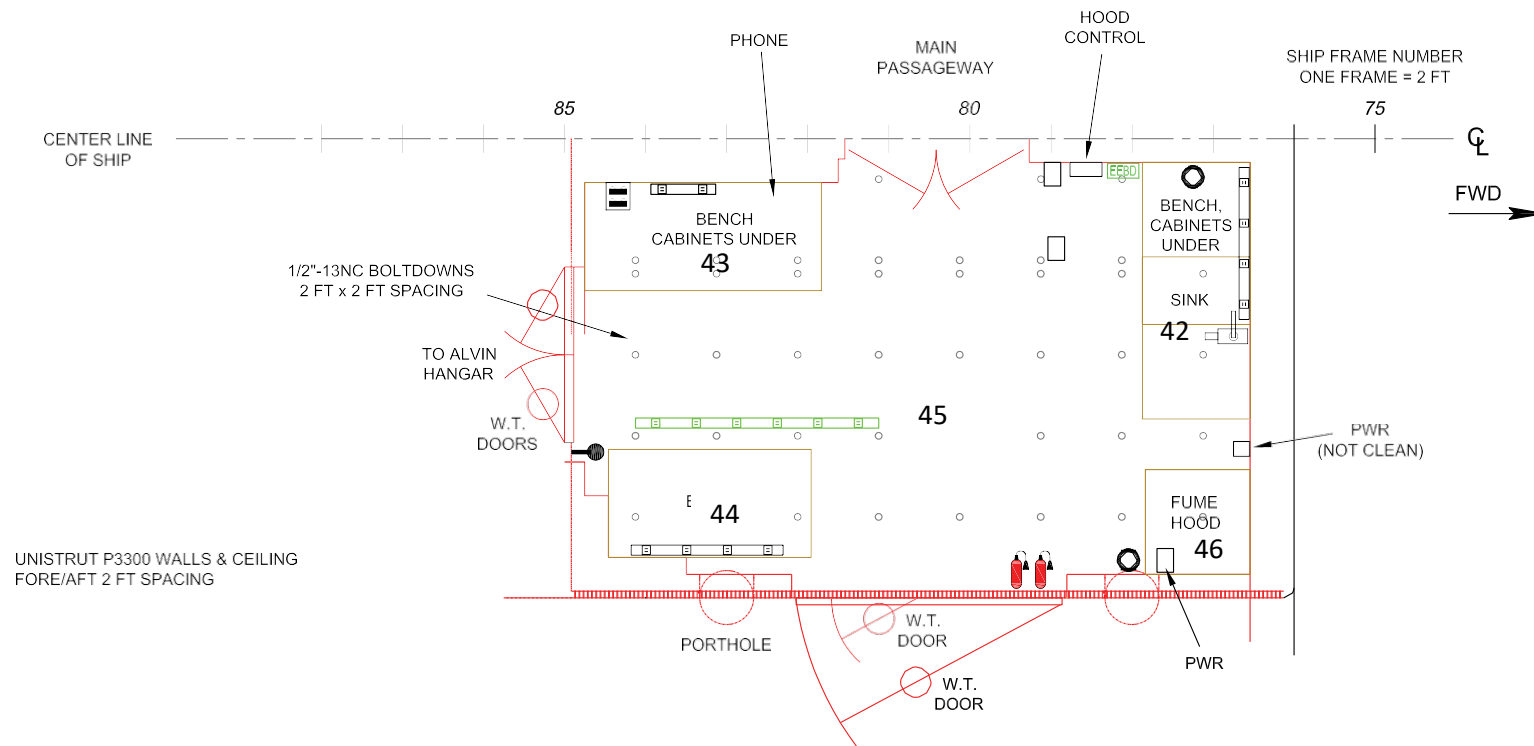 HOOD
CONTROL
PHONE
MAIN
PASSAGEWAY
SHIP FRAME NUMBER
ONE FRAME = 2 FT
85
80
75
CENTER LINE
OF SHIP
CL
FWD
EEBD
BENCH
CABINETS UNDER
43
BENCH,
CABINETS
UNDER
1/2"-13NC BOLTDOWNS
2 FT x 2 FT SPACING
SINK
42
TO ALVIN
HANGAR
45
W.T.
DOORS
PWR
(NOT CLEAN)
44
FUME
HOOD
46
UNISTRUT P3300 WALLS & CEILING
FORE/AFT 2 FT SPACING
PORTHOLE
W.T.
DOOR
PWR
W.T.
DOOR